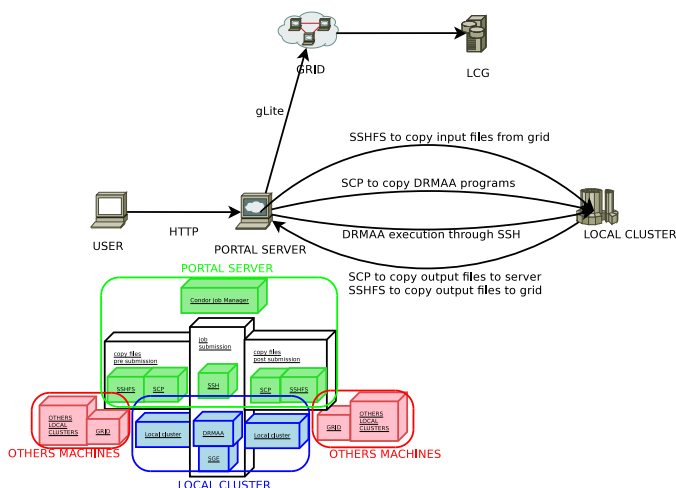 GRID
LCG
gLite
SSHFS to copy input files from grid
SCP to copy DRMAA programs
HTTP
USER
PORTAL SERVER
DRMAA execution through SSH
LOCAL CLUSTER
SCP to copy output files to server
SSHFS to copy output files to grid
PORTAL SERVER
Condor Job Manager
copy files
pre submission
job
submission
copy files
post submission
SSHFS
SCP
SSH
SCP
SSHFS
OTHERS
LOCAL
CLUSTERS
GRID
Local cluster
DRMAA
Local cluster
SGE
GRID
OTHERS
LOCAL
CLUSTERS
OTHERS MACHINES
OTHERS MACHINES
LOCAL CLUSTER